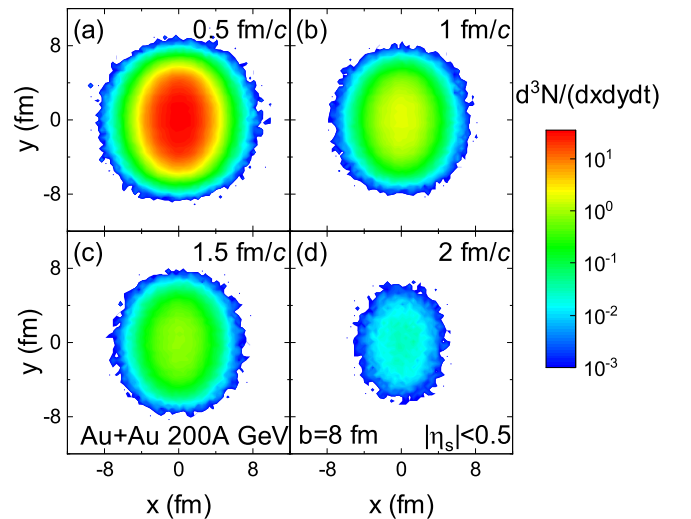 (a) 0.5 fm/c
(b) 1 fm/c
d³N/(dxdydt)
8
0
-8
y (fm)
10¹
10⁰
10⁻¹
10⁻²
10⁻³
(c) 1.5 fm/c
(d) 2 fm/c
8
0
-8
y (fm)
Au+Au 200A GeV
b=8 fm |ηₛ|<0.5
-8 0 8
-8 0 8
x (fm)
x (fm)